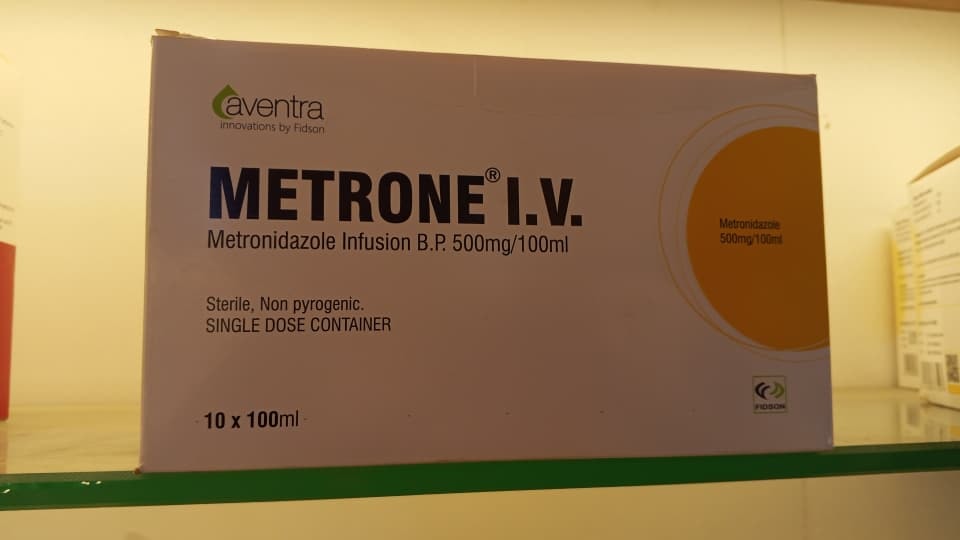 aventra
innovations by Fidson
METRONE® I.V.
Metronidazole Infusion B.P. 500mg/100ml
Metronidazole
500mg/100ml
Sterile, Non pyrogenic.
SINGLE DOSE CONTAINER
10 x 100ml
FIDSON